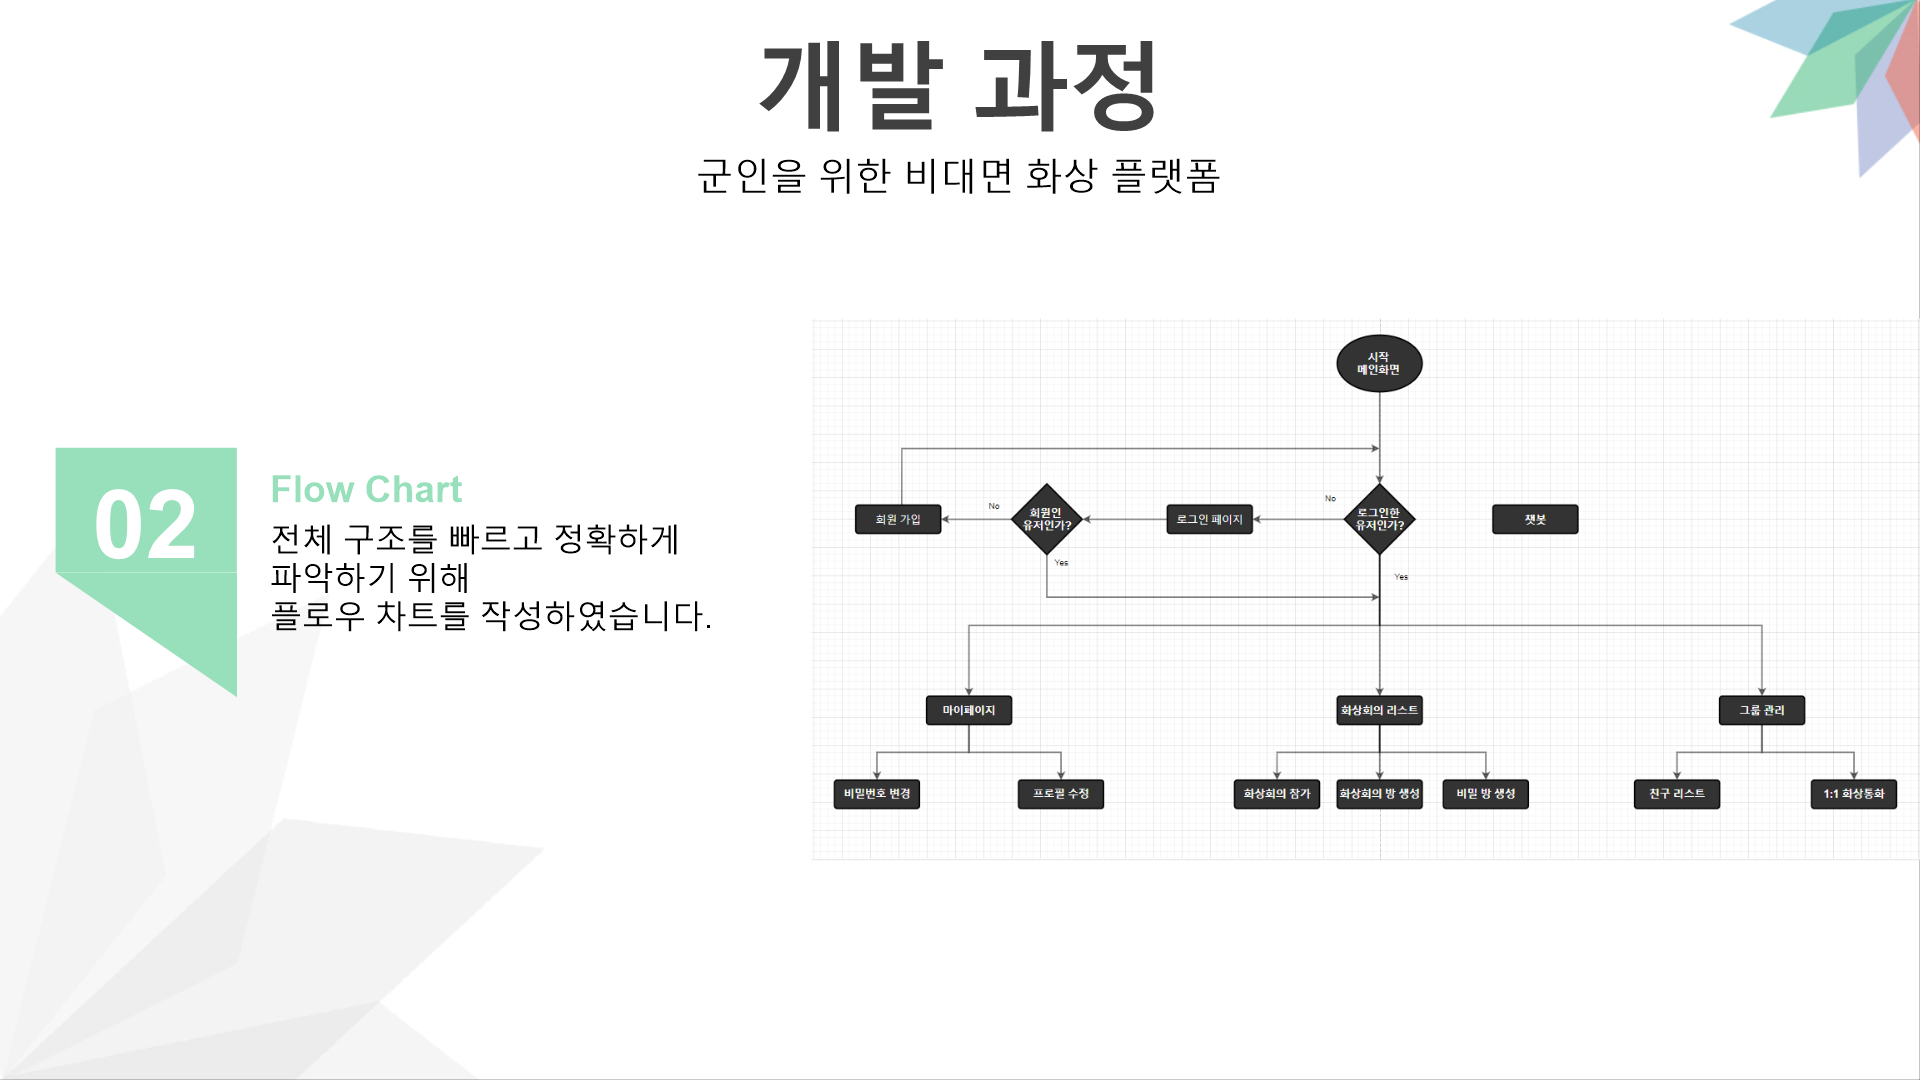 개발 과정
군인을 위한 비대면 화상 플랫폼
02
Flow Chart
전체 구조를 빠르고 정확하게
파악하기 위해
플로우 차트를 작성하였습니다.
시작
메인화면
회원 가입
No
회원인
유저인가?
로그인 페이지
No
로그인한
유저인가?
챗봇
Yes
Yes
마이페이지
화상회의 리스트
그룹 관리
비밀번호 변경
프로필 수정
화상회의 참가
화상회의 방 생성
비밀 방 생성
친구 리스트
1:1 화상통화